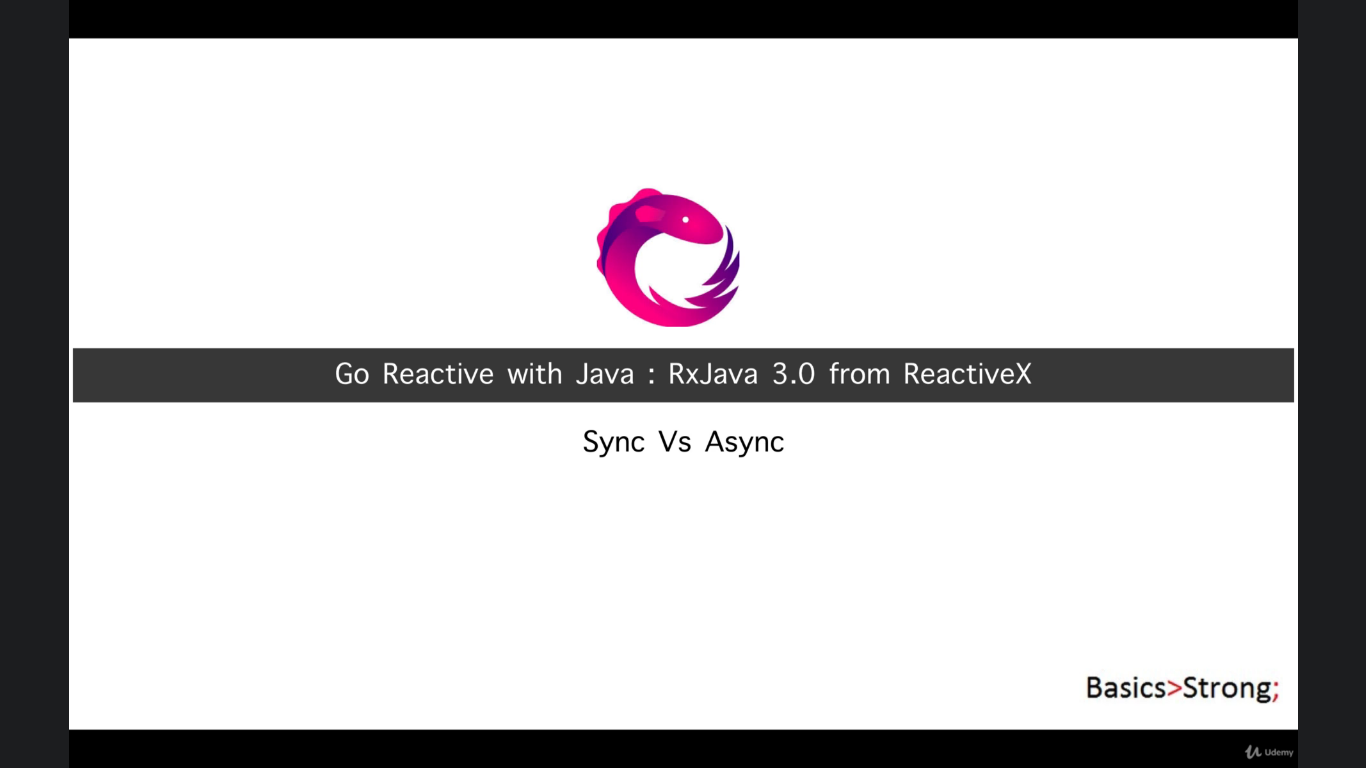 Go Reactive with Java : RxJava 3.0 from ReactiveX
Sync Vs Async
Basics>Strong;
Udemy